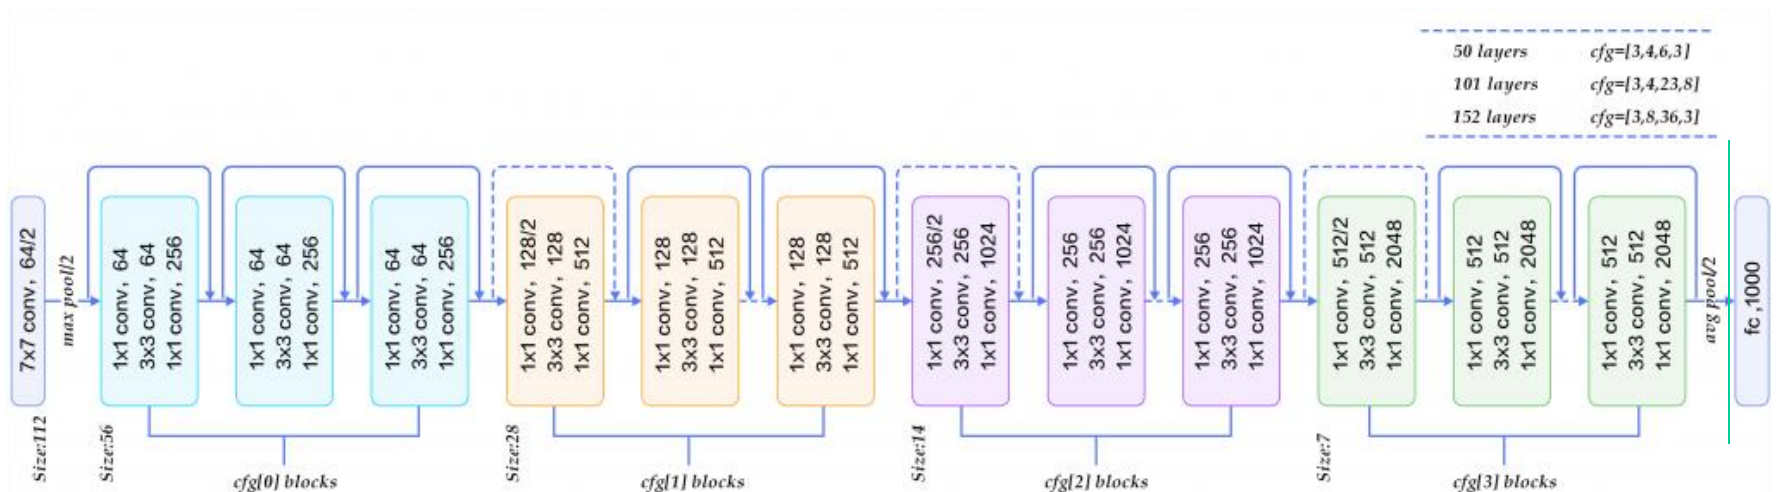 50 layers cfg=[3,4,6,3]
101 layers cfg=[3,4,23,8]
152 layers cfg=[3,8,36,3]
7x7 conv, 64/2
max pool/2
1x1 conv, 64
3x3 conv, 64
1x1 conv, 256
1x1 conv, 64
3x3 conv, 64
1x1 conv, 256
1x1 conv, 64
3x3 conv, 64
1x1 conv, 256
1x1 conv, 128/2
3x3 conv, 128
1x1 conv, 512
1x1 conv, 128
3x3 conv, 128
1x1 conv, 512
1x1 conv, 128
3x3 conv, 128
1x1 conv, 512
1x1 conv, 256/2
3x3 conv, 256
1x1 conv, 1024
1x1 conv, 256
3x3 conv, 256
1x1 conv, 1024
1x1 conv, 256
3x3 conv, 256
1x1 conv, 1024
1x1 conv, 512/2
3x3 conv, 512
1x1 conv, 2048
1x1 conv, 512
3x3 conv, 512
1x1 conv, 2048
1x1 conv, 512
3x3 conv, 512
1x1 conv, 2048
avg pool/2
fc ,1000
Size:112
Size:56
cfg[0] blocks
Size:28
cfg[1] blocks
Size:14
cfg[2] blocks
Size:7
cfg[3] blocks